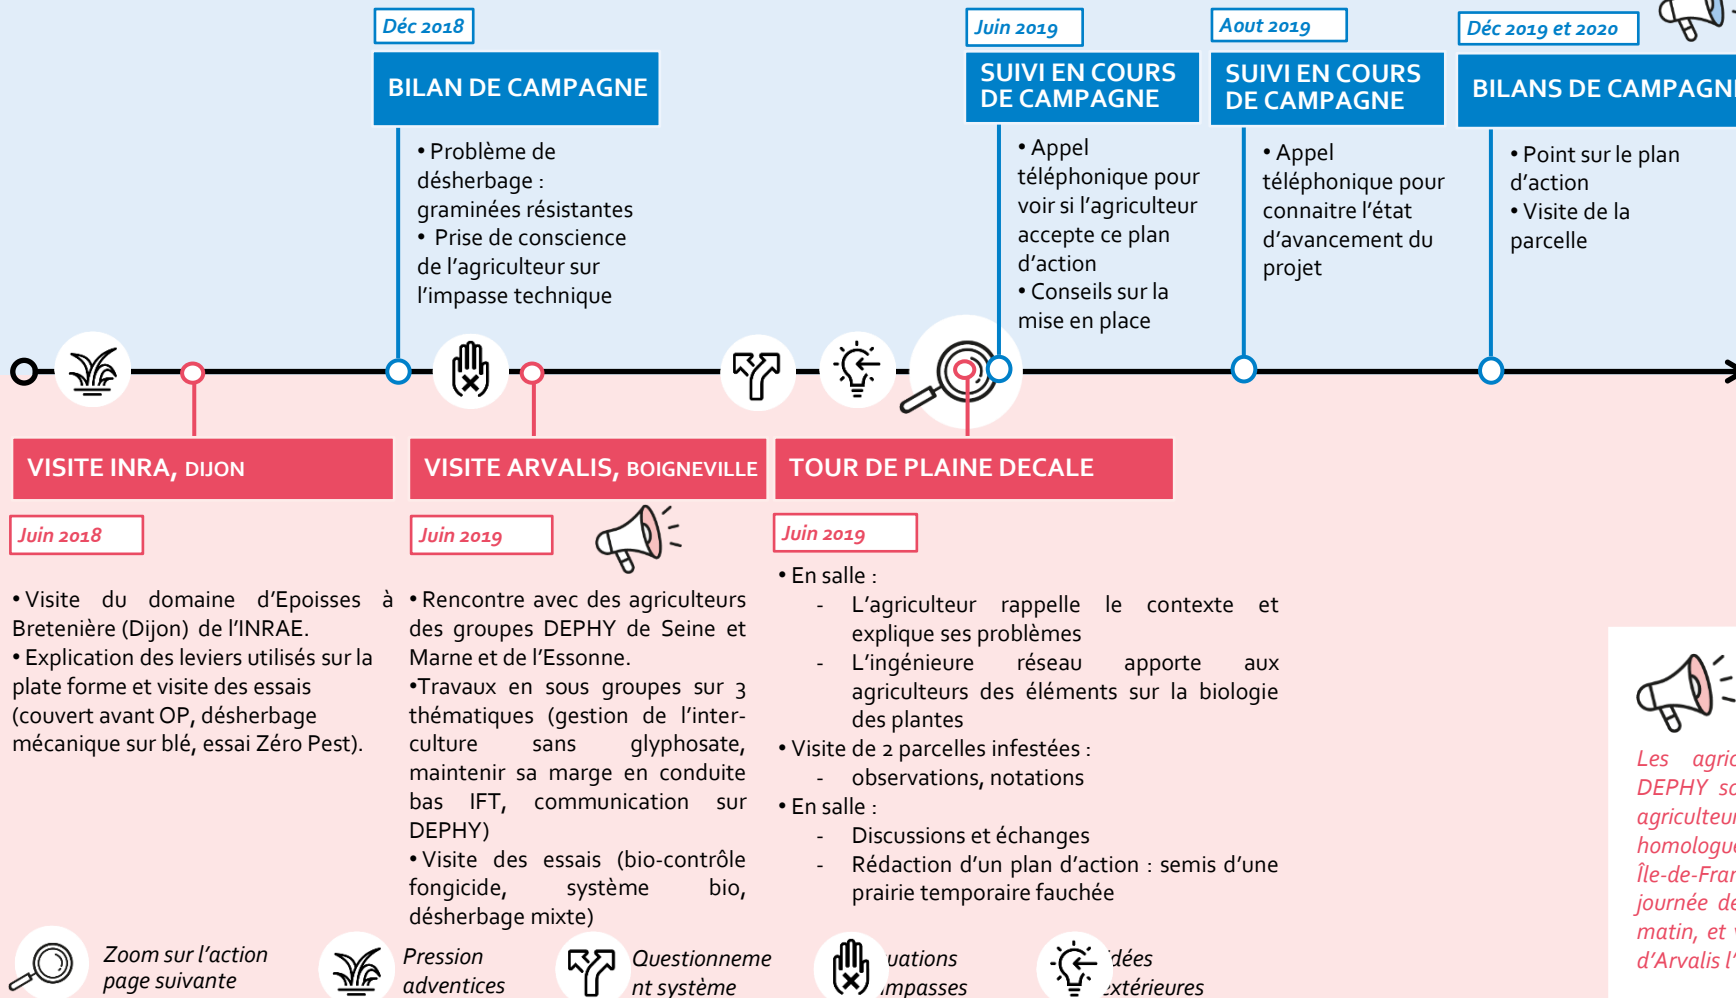 Déc 2018
BILAN DE CAMPAGNE
• Problème de
désherbage :
graminées résistantes
• Prise de conscience
de l'agriculteur sur
l'impasse technique
Juin 2019
SUIVI EN COURS
DE CAMPAGNE
• Appel
téléphonique pour
voir si l'agriculteur
accepte ce plan
d'action
• Conseils sur la
mise en place
Aout 2019
SUIVI EN COURS
DE CAMPAGNE
• Appel
téléphonique pour
connaitre l'état
d'avancement du
projet
Déc 2019 et 2020
BILANS DE CAMPAGN
• Point sur le plan
d'action
• Visite de la
parcelle
VISITE INRA, DIJON
Juin 2018
• Visite du domaine d'Epoisses à
Bretenière (Dijon) de l'INRAE.
• Explication des leviers utilisés sur la
plate forme et visite des essais
(couvert avant OP, désherbage
mécanique sur blé, essai Zéro Pest).
VISITE ARVALIS, BOIGNEVILLE
Juin 2019
• Rencontre avec des agriculteurs
des groupes DEPHY de Seine et
Marne et de l'Essonne.
•Travaux en sous groupes sur 3
thématiques (gestion de l'inter-
culture sans glyphosate,
maintenir sa marge en conduite
bas IFT, communication sur
DEPHY)
• Visite des essais (bio-contrôle
fongicide, système bio,
désherbage mixte)
TOUR DE PLAINE DECALE
Juin 2019
• En salle :
- L'agriculteur rappelle le contexte et
explique ses problèmes
- L'ingénieure réseau apporte aux
agriculteurs des éléments sur la biologie
des plantes
• Visite de 2 parcelles infestées :
- observations, notations
• En salle :
- Discussions et échanges
- Rédaction d'un plan d'action : semis d'une
prairie temporaire fauchée
Les agric
DEPHY so
agriculteur
homologue
Île-de-Fran
journée de
matin, et v
d'Arvalis l'
Zoom sur l'action
page suivante
Pression
adventices
Questionneme
nt système
uations
impasses
idées
extérieures